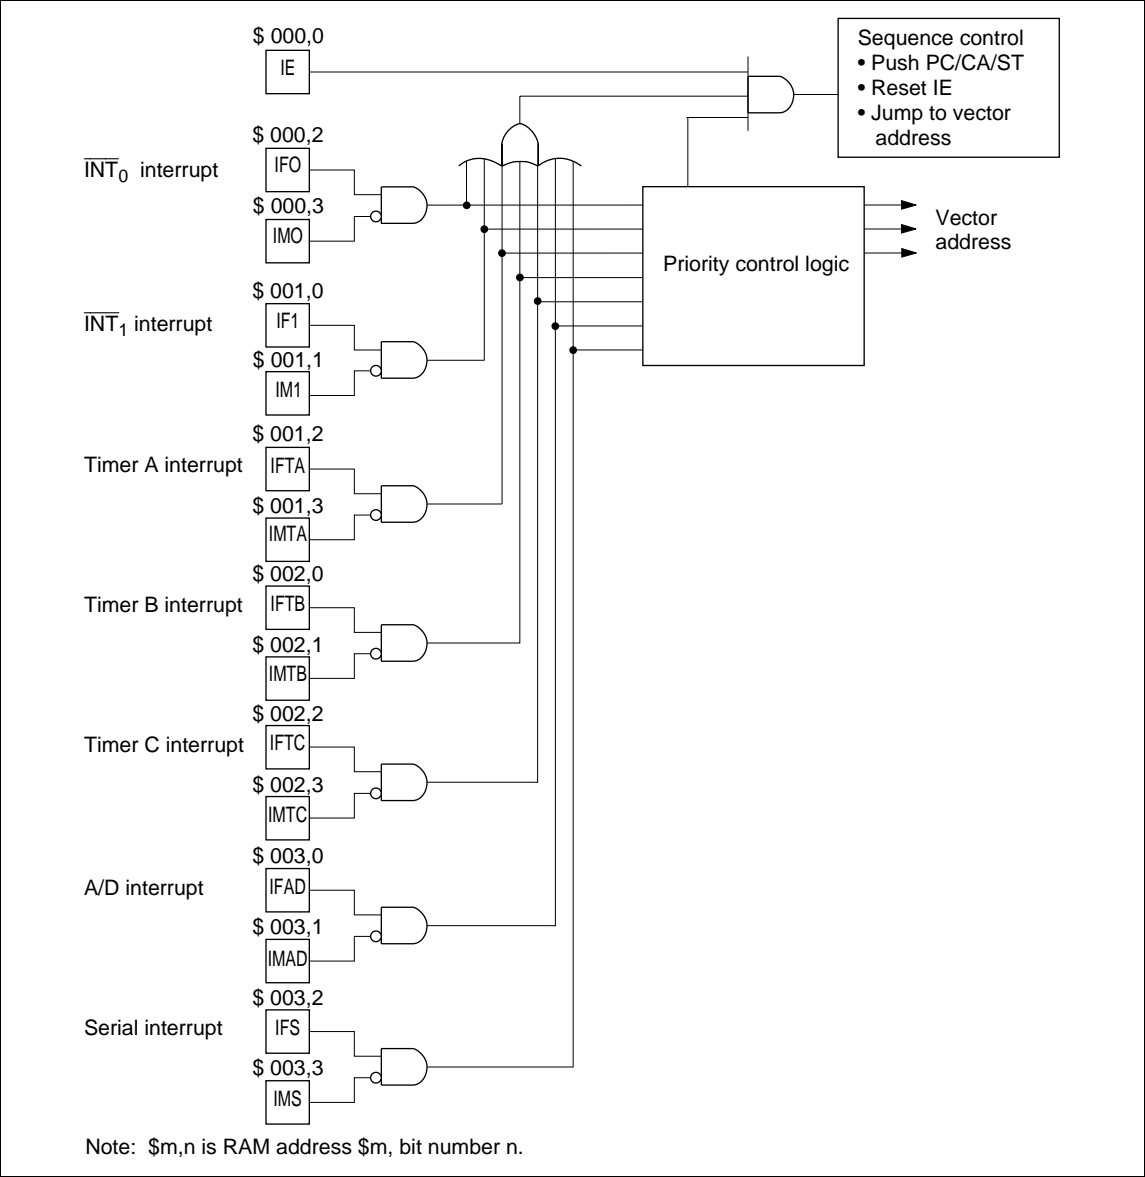 $ 000,0
IE
Sequence control
• Push PC/CA/ST
• Reset IE
• Jump to vector
address
$ 000,2
INT0 interrupt
IFO
$ 000,3
IMO
Priority control logic
Vector
address
$ 001,0
INT1 interrupt
IF1
$ 001,1
IM1
$ 001,2
Timer A interrupt
IFTA
$ 001,3
IMTA
$ 002,0
Timer B interrupt
IFTB
$ 002,1
IMTB
$ 002,2
Timer C interrupt
IFTC
$ 002,3
IMTC
$ 003,0
A/D interrupt
IFAD
$ 003,1
IMAD
$ 003,2
Serial interrupt
IFS
$ 003,3
IMS
Note: $m,n is RAM address $m, bit number n.